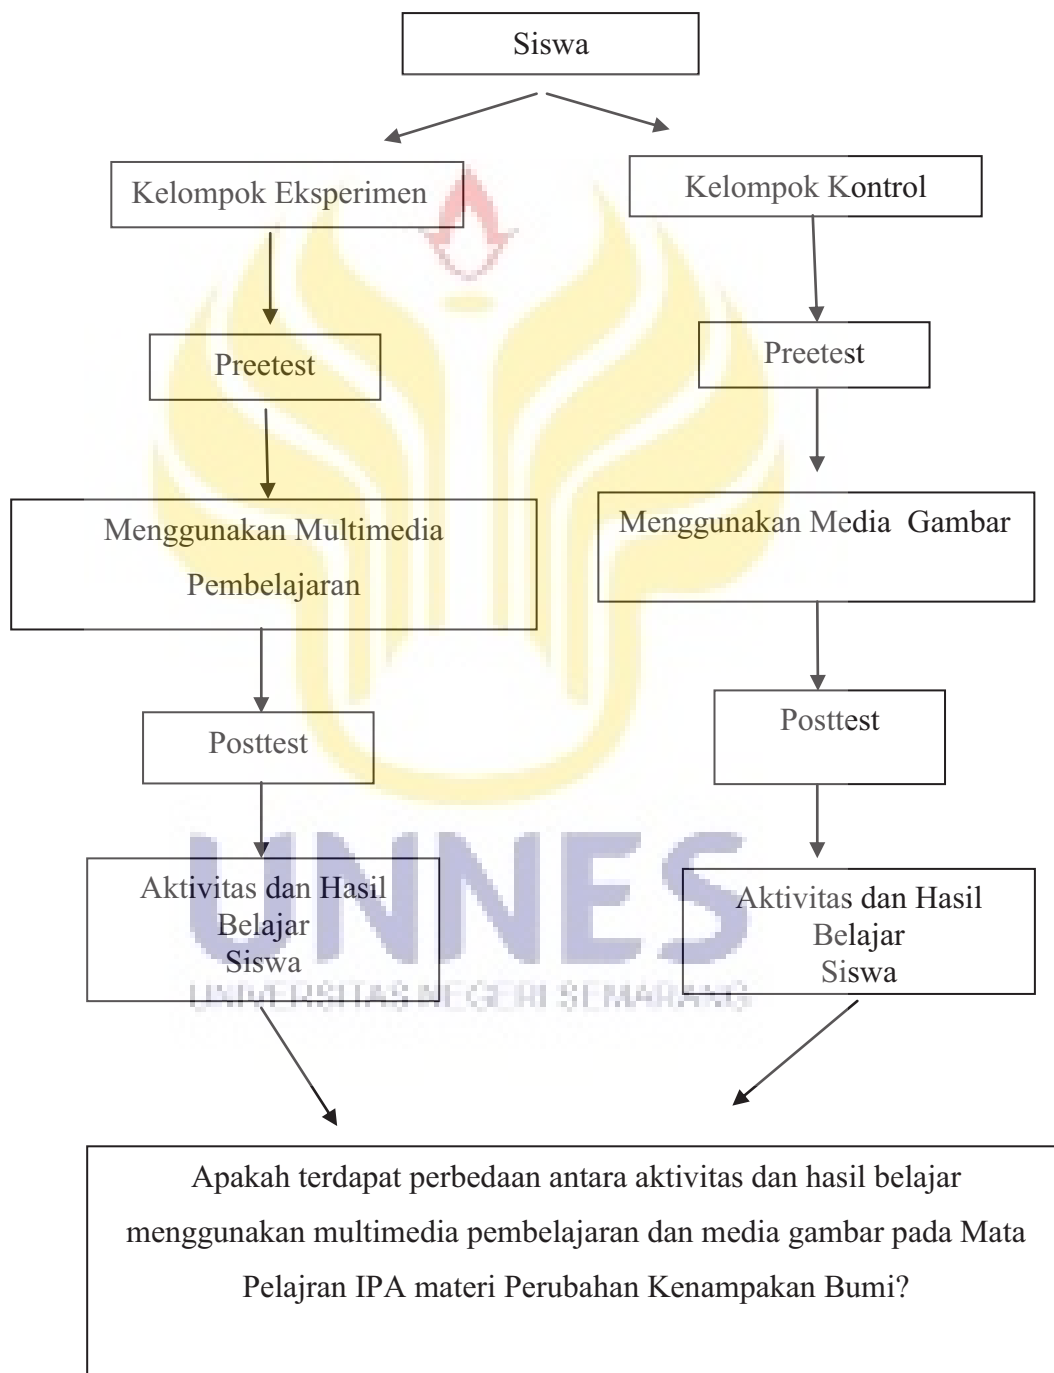 Siswa
Kelompok Eksperimen
Kelompok Kontrol
Preetest
Preetest
Menggunakan Multimedia
Pembelajaran
Menggunakan Media Gambar
Posttest
Posttest
Aktivitas dan Hasil
Belajar
Siswa
Aktivitas dan Hasil
Belajar
Siswa
UNNES
UNIVERSITAS NEGERI SEMARANG
Apakah terdapat perbedaan antara aktivitas dan hasil belajar
menggunakan multimedia pembelajaran dan media gambar pada Mata
Pelajran IPA materi Perubahan Kenampakan Bumi?